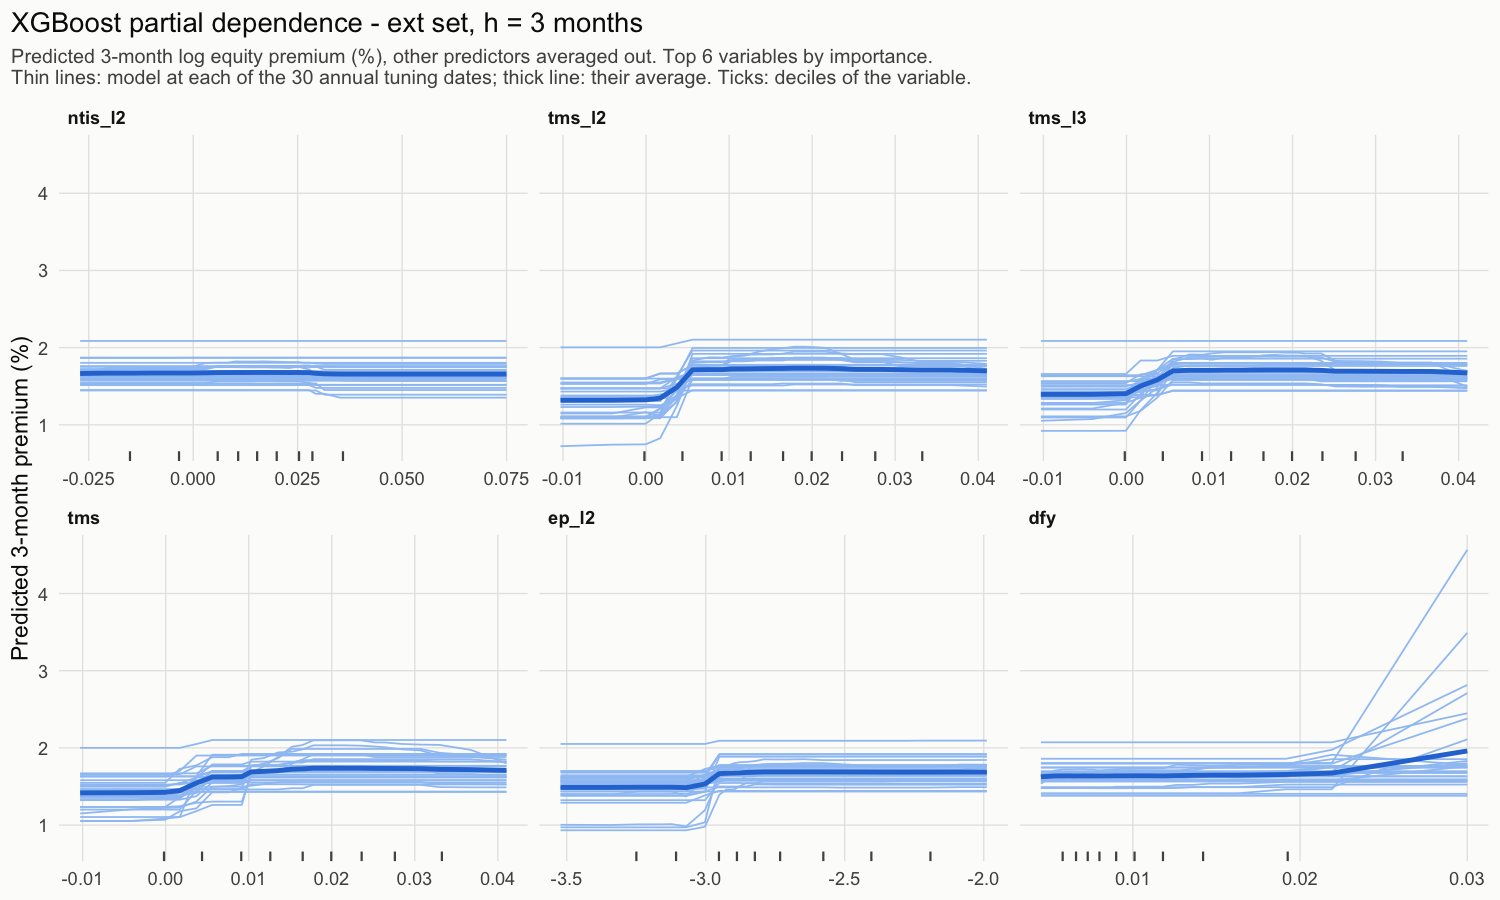 XGBoost partial dependence - ext set, h = 3 months
Predicted 3-month log equity premium (%), other predictors averaged out. Top 6 variables by importance.
Thin lines: model at each of the 30 annual tuning dates; thick line: their average. Ticks: deciles of the variable.
ntis_l2 tms_l2 tms_l3
4
3
2
1
-0.025 0.000 0.025 0.050 0.075 -0.01 0.00 0.01 0.02 0.03 0.04 -0.01 0.00 0.01 0.02 0.03 0.04
Predicted 3-month premium (%)
tms ep_l2 dfy
4
3
2
1
-0.01 0.00 0.01 0.02 0.03 0.04 -3.5 -3.0 -2.5 -2.0 0.01 0.02 0.03